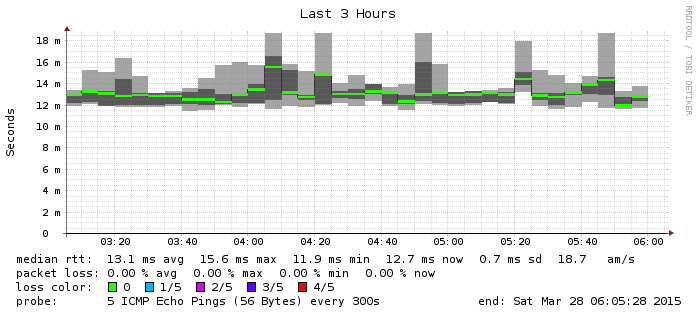 Last 3 Hours
RRDTOOL / TOBI OETIKER
Seconds
18 m
16 m
14 m
12 m
10 m
8 m
6 m
4 m
2 m
0
03:20 03:40 04:00 04:20 04:40 05:00 05:20 05:40 06:00
median rtt: 13.1 ms avg 15.6 ms max 11.9 ms min 12.7 ms now 0.7 ms sd 18.7 am/s
packet loss: 0.00 % avg 0.00 % max 0.00 % min 0.00 % now
loss color: 0 1/5 2/5 3/5 4/5
probe: 5 ICMP Echo Pings (56 Bytes) every 300s end: Sat Mar 28 06:05:28 2015